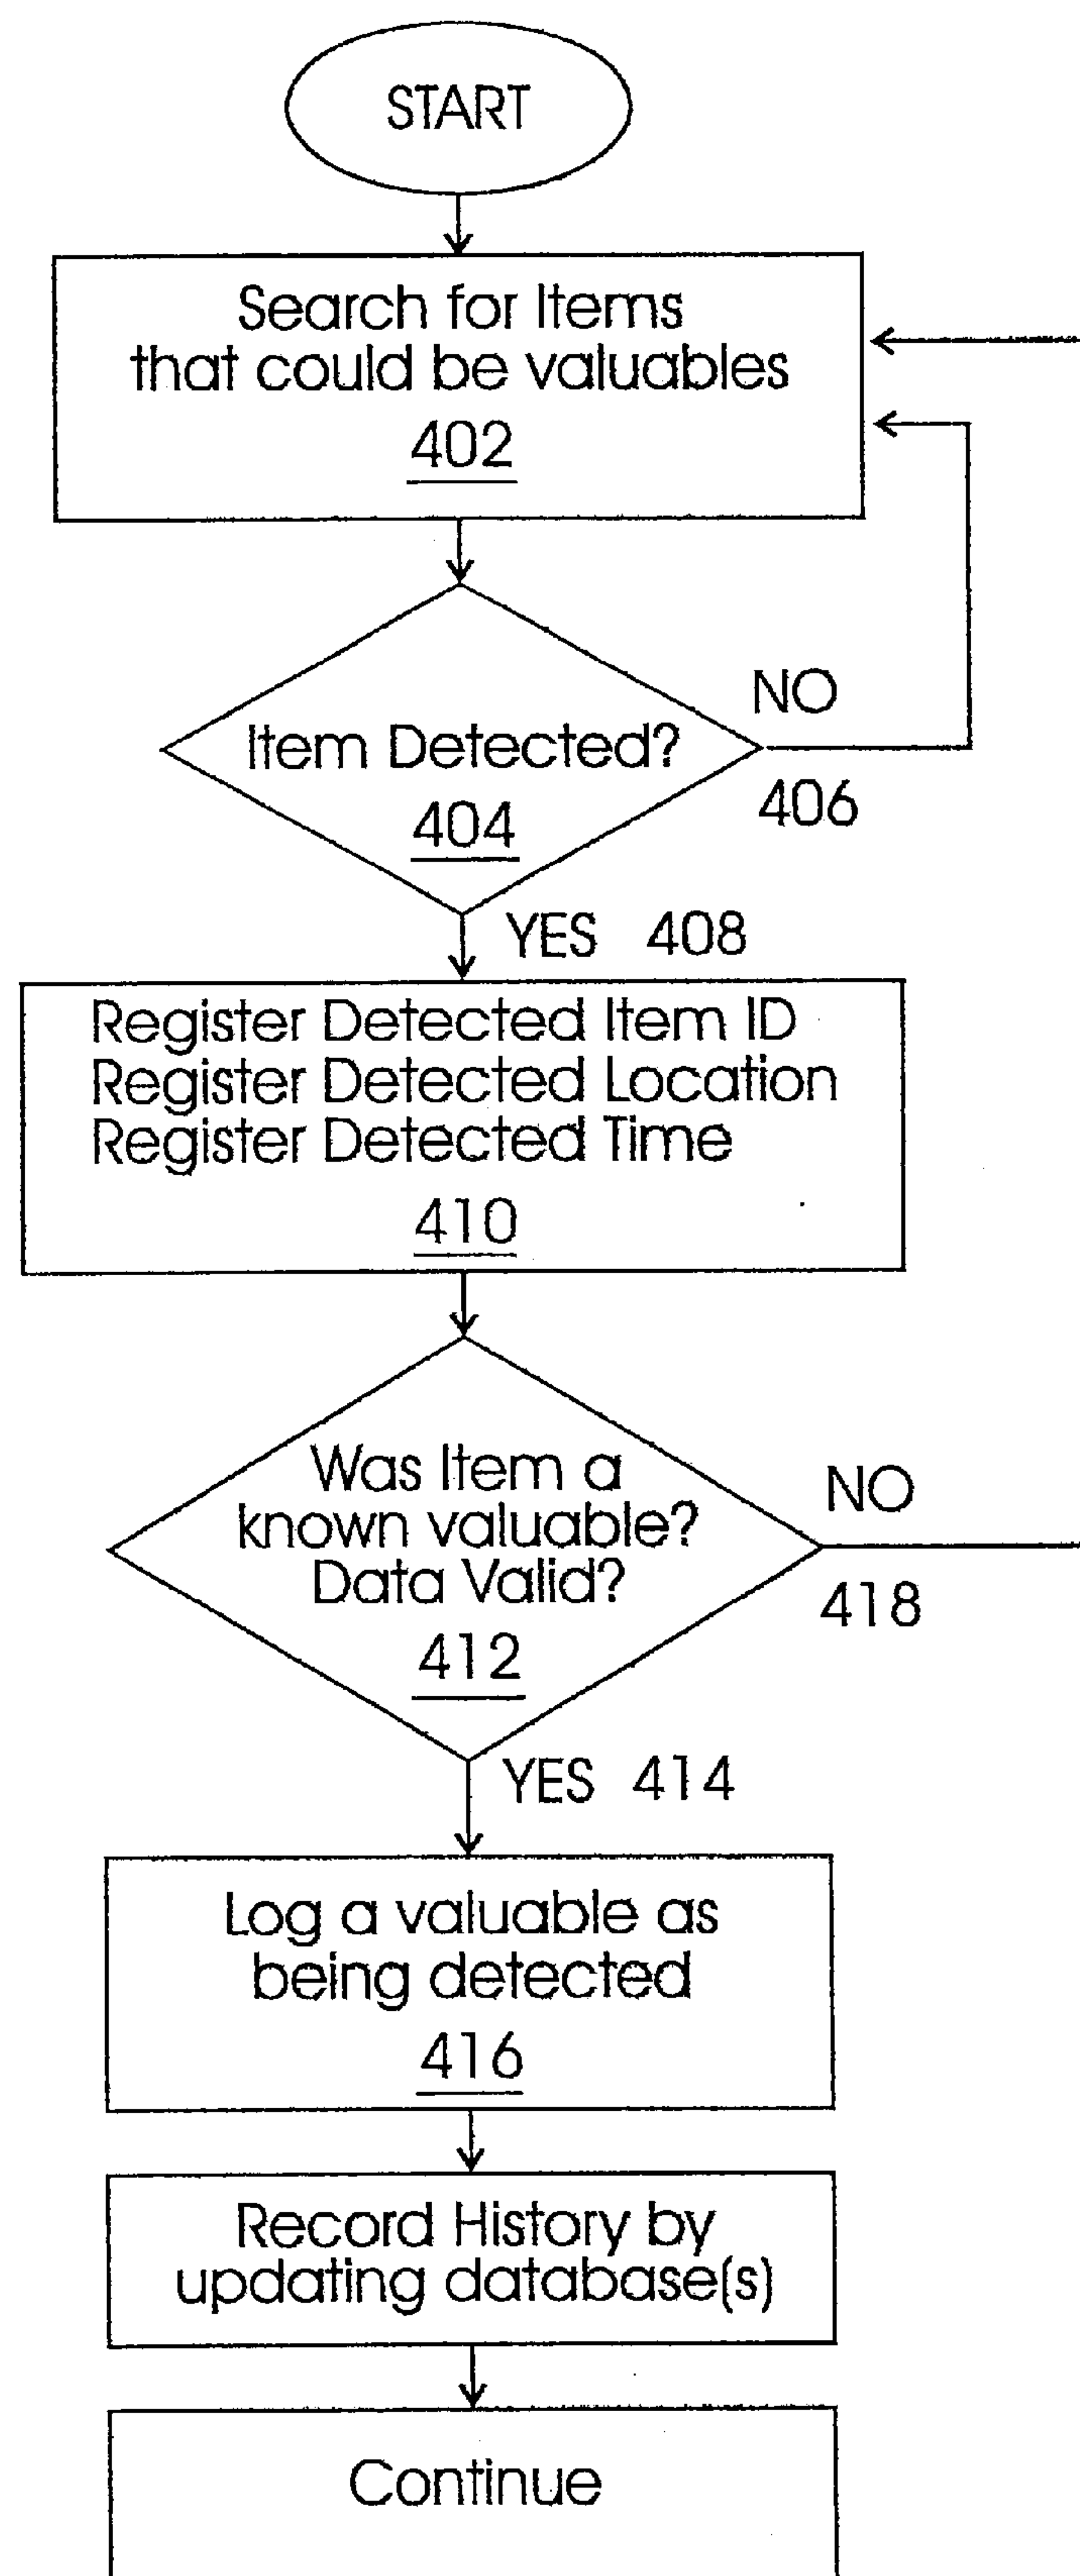 START
Search for Items
that could be valuables
402
NO
Item Detected?
406
404
YES 408
Register Detected Item ID
Register Detected Location
Register Detected Time
410
Was Item a
known valuable?
Data Valid?
NO
418
412
YES 414
Log a valuable as
being detected
416
Record History by
updating database(s)
Continue